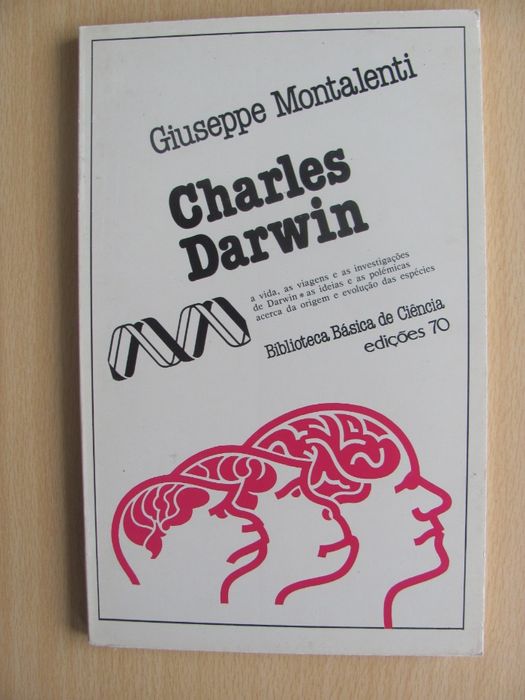 Giuseppe Montalenti
Charles
Darwin
a vida, as viagens e as investigações
de Darwin • as ideias e as polémicas
acerca da origem e evolução das espécies
Biblioteca Básica de Ciência
edições 70